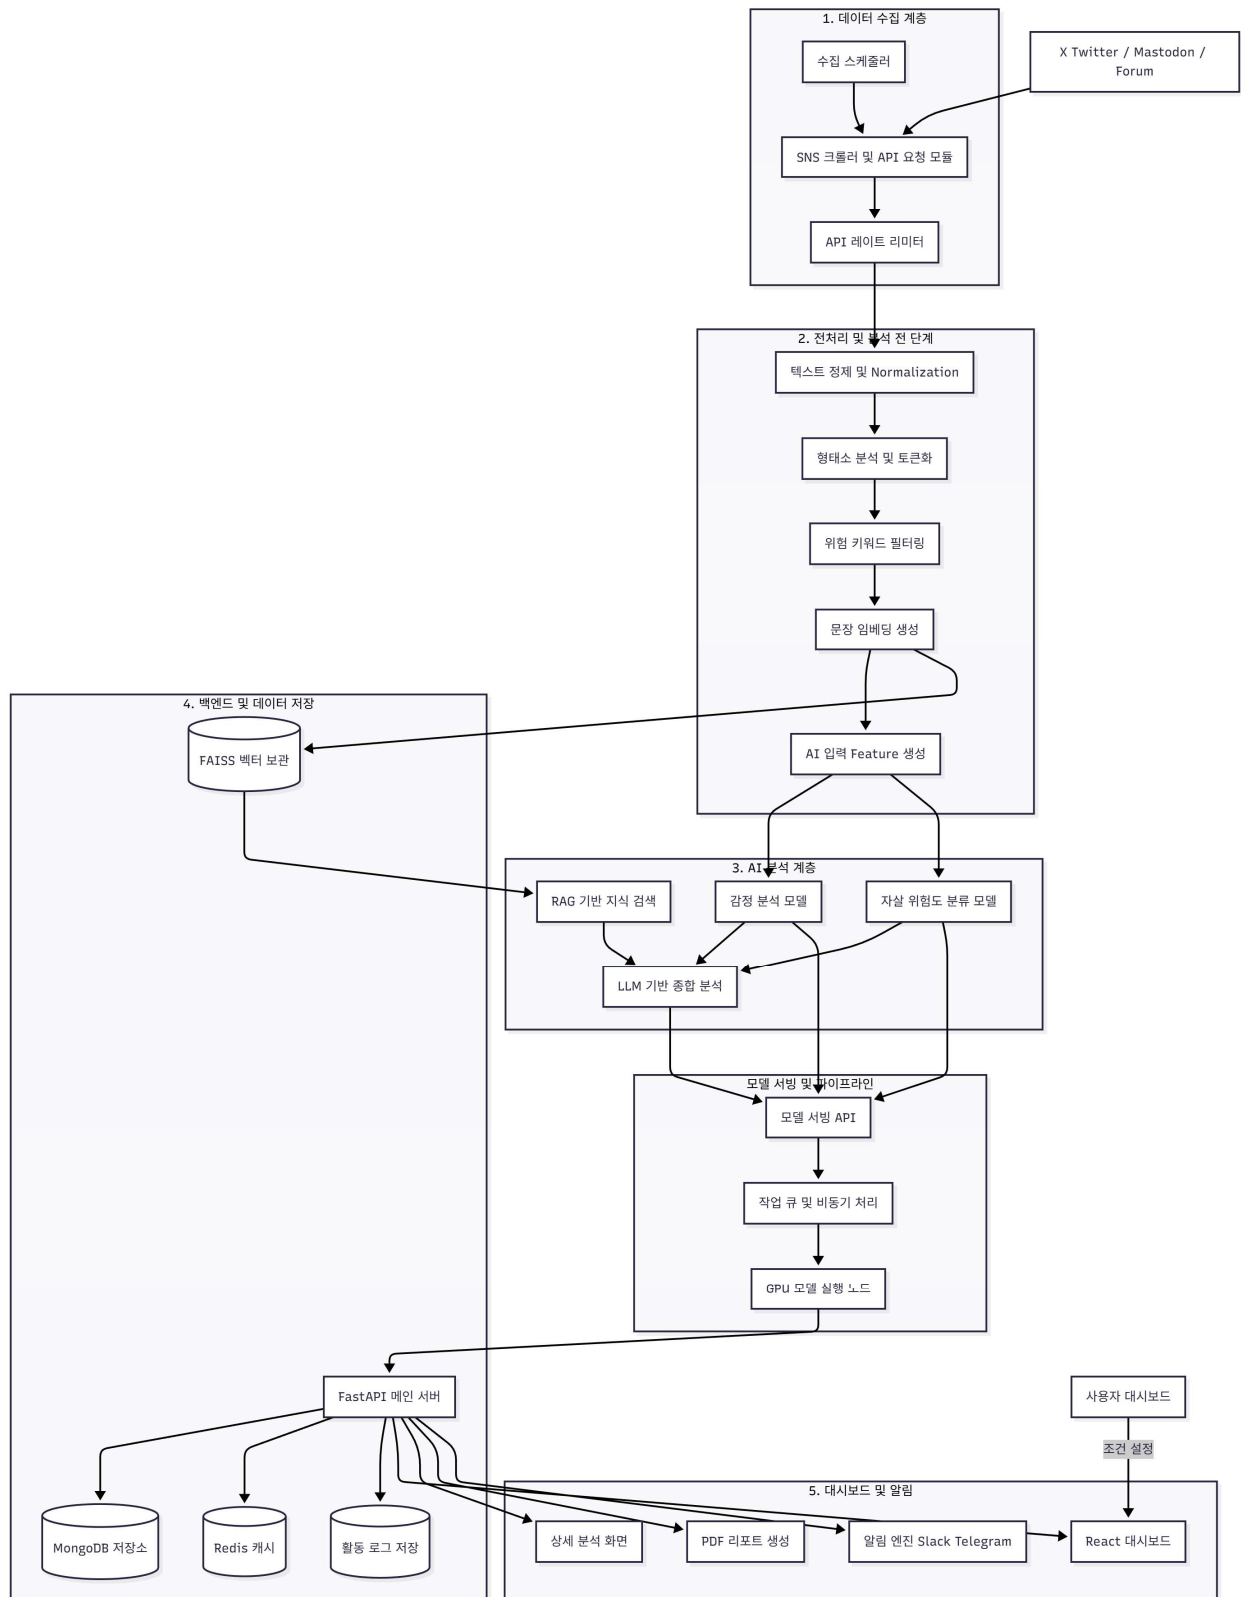 1. 데이터 수집 계층
수집 스케줄러
X Twitter / Mastodon /
Forum
SNS 크롤러 및 API 요청 모듈
API 레이트 리미터
2. 전처리 및 분석 전 단계
텍스트 정제 및 Normalization
형태소 분석 및 토큰화
위험 키워드 필터링
문장 임베딩 생성
4. 백엔드 및 데이터 저장
FAISS 벡터 보관
AI 입력 Feature 생성
3. AI 분석 계층
RAG 기반 지식 검색
감정 분석 모델
자살 위험도 분류 모델
LLM 기반 종합 분석
모델 서빙 및 파이프라인
모델 서빙 API
작업 큐 및 비동기 처리
GPU 모델 실행 노드
FastAPI 메인 서버
사용자 대시보드
조건 설정
5. 대시보드 및 알림
MongoDB 저장소
Redis 캐시
활동 로그 저장
상세 분석 화면
PDF 리포트 생성
알림 엔진 Slack Telegram
React 대시보드